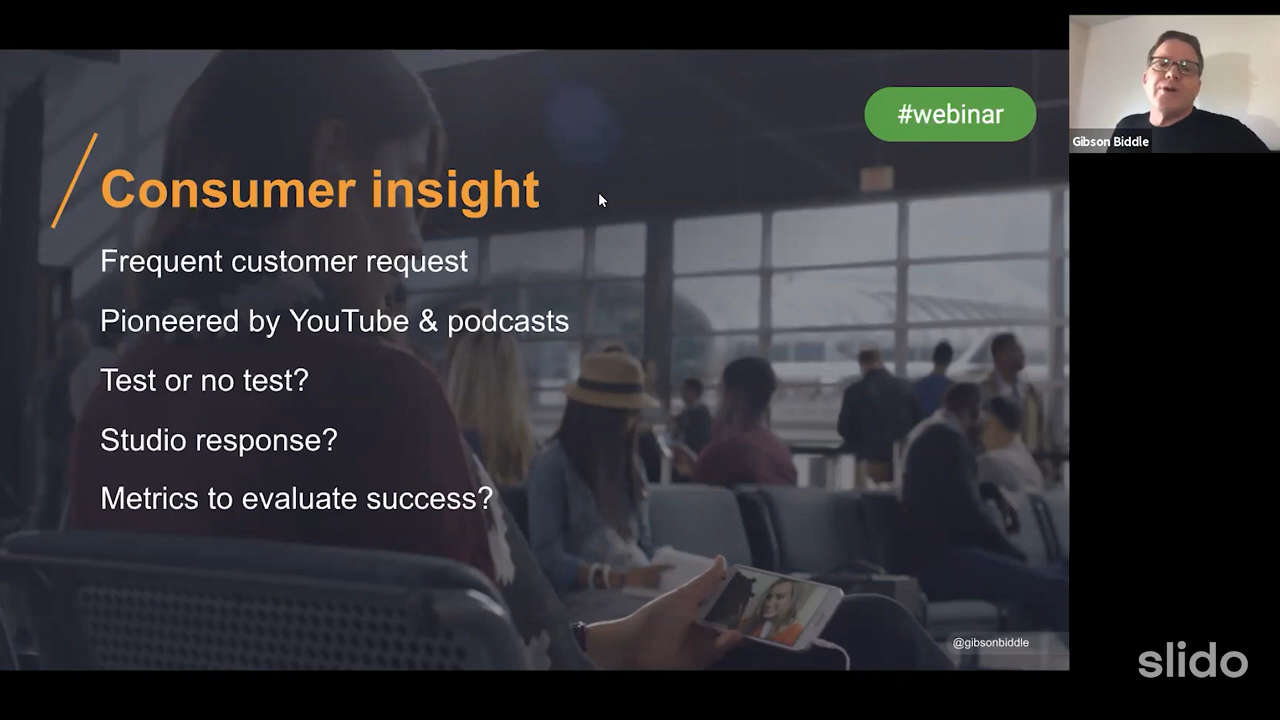 #webinar
Gibson Biddle
Consumer insight
Frequent customer request
Pioneered by YouTube & podcasts
Test or no test?
Studio response?
Metrics to evaluate success?
@gibsonbiddle
slido